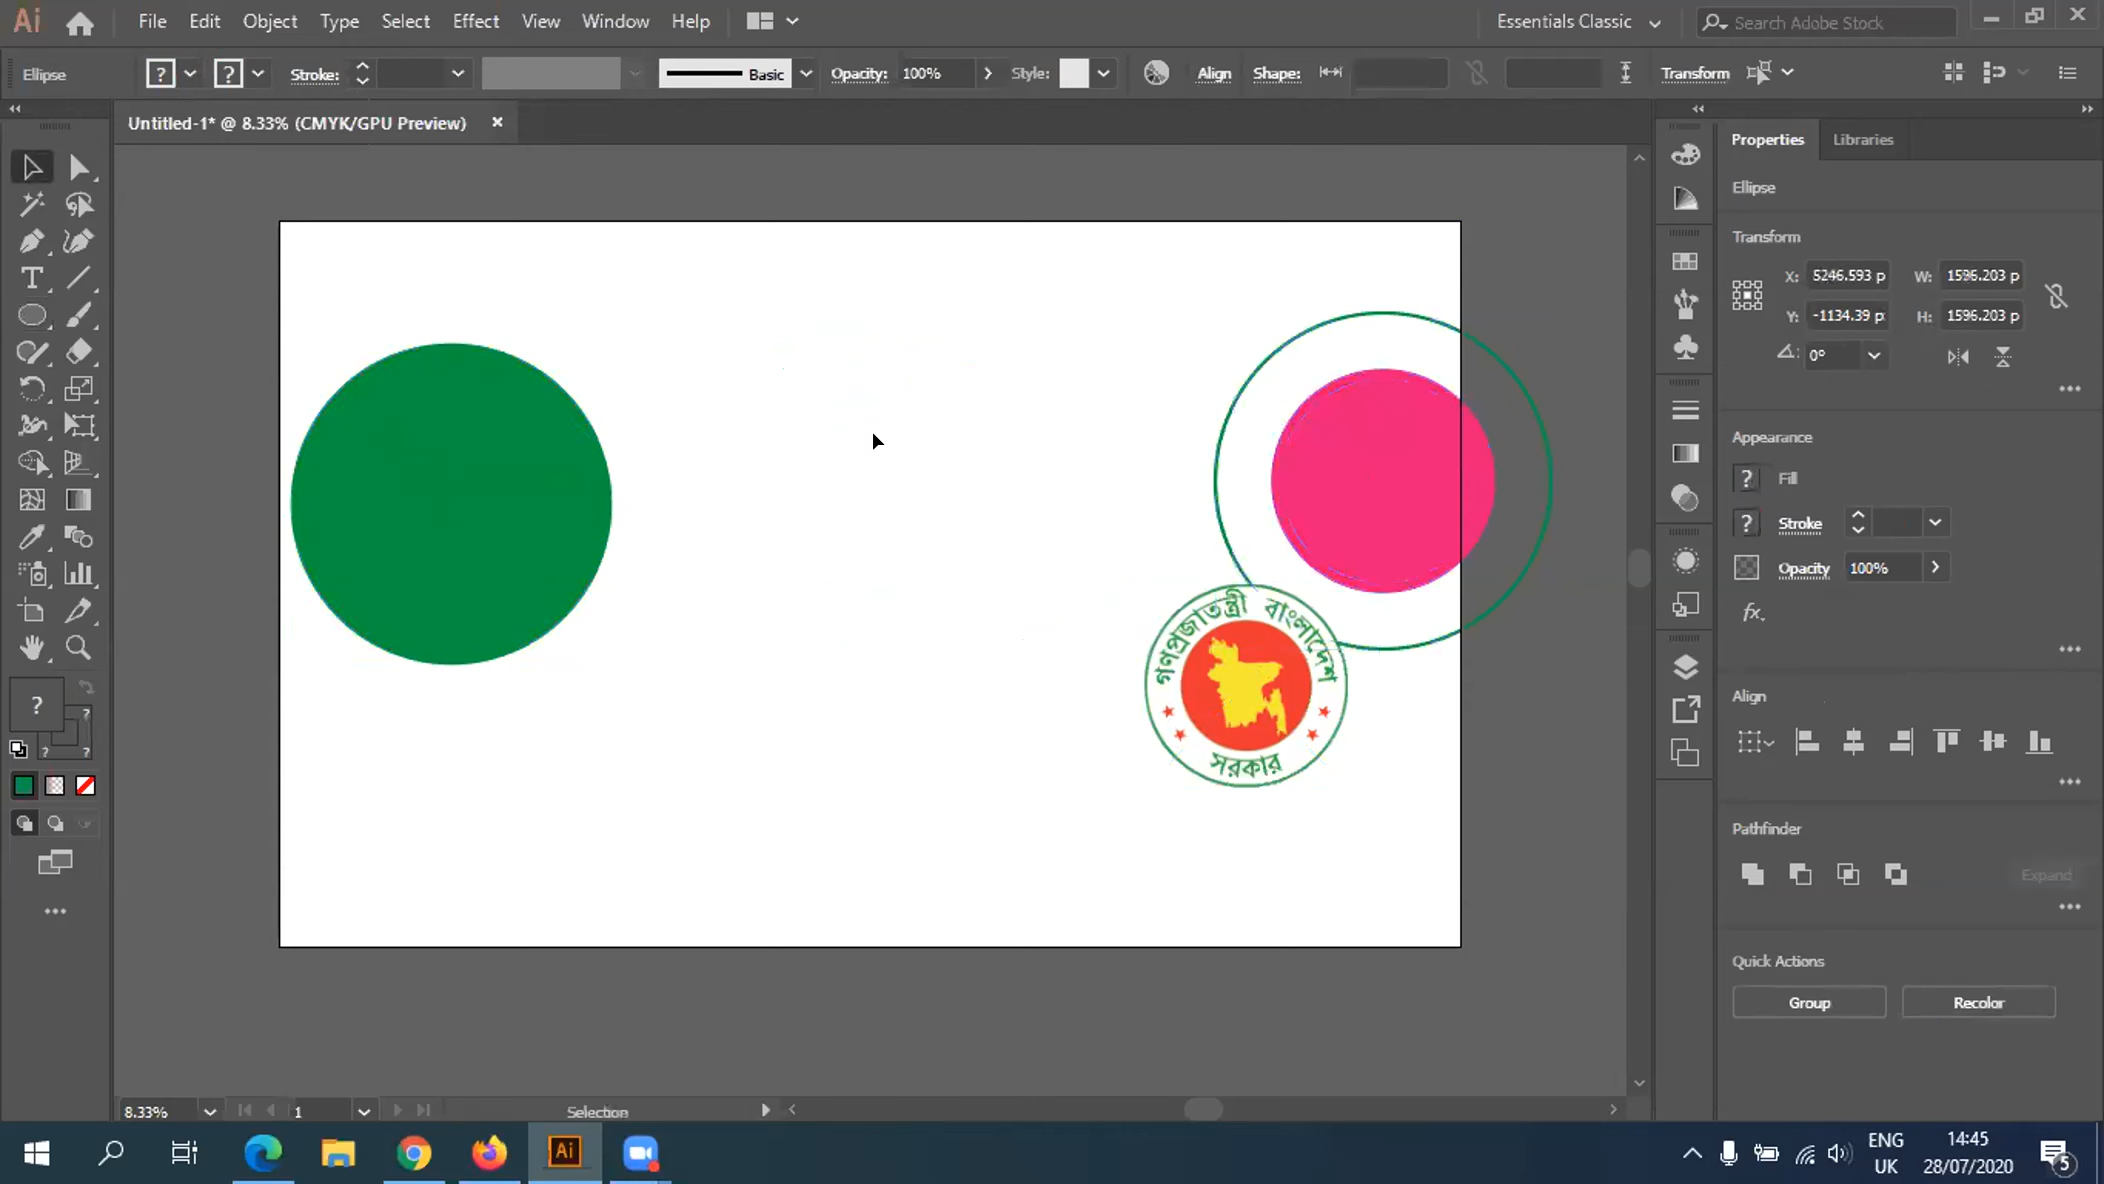 Ai File Edit Object Type Select Effect View Window Help Essentials Classic Search Adobe Stock
Ellipse ? ? Stroke: Basic Opacity: 100% Style: Align Shape: Transform
Untitled-1* @ 8.33% (CMYK/GPU Preview)
Properties Libraries
Ellipse
Transform
X: 5246.593 p W: 1596.203 p
Y: -1134.39 p H: 1596.203 p
0°
Appearance
? Fill
? Stroke
Opacity 100%
fx
Align
Pathfinder
Expand
Quick Actions
Group Recolor
T
?
?
? ?
গণপ্রজাতন্ত্রী বাংলাদেশ
সরকার
8.33% 1 Selection
Ai ENG 14:45
UK 28/07/2020 5